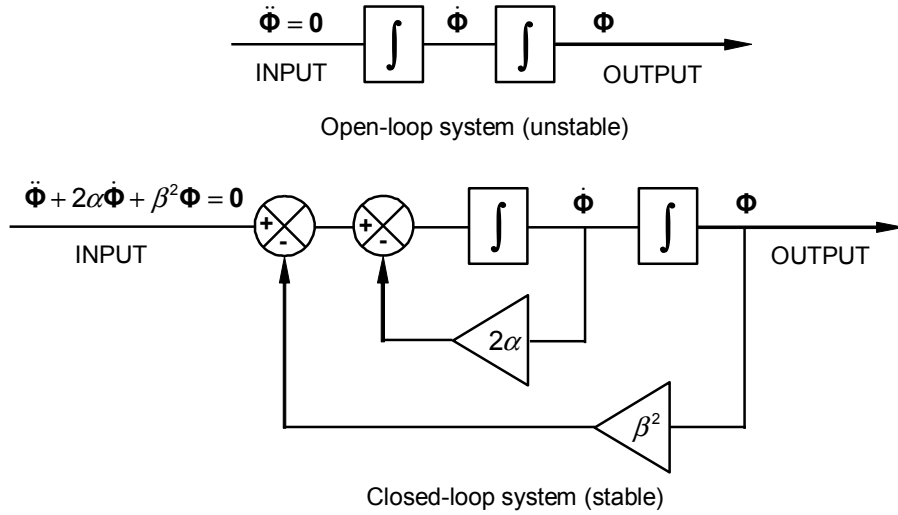 Φ̈ = 0 ∫ Φ̇ ∫ Φ
INPUT OUTPUT
Open-loop system (unstable)
Φ̈ + 2αΦ̇ + β²Φ = 0 + - + - ∫ Φ̇ ∫ Φ
INPUT OUTPUT
2α
β²
Closed-loop system (stable)